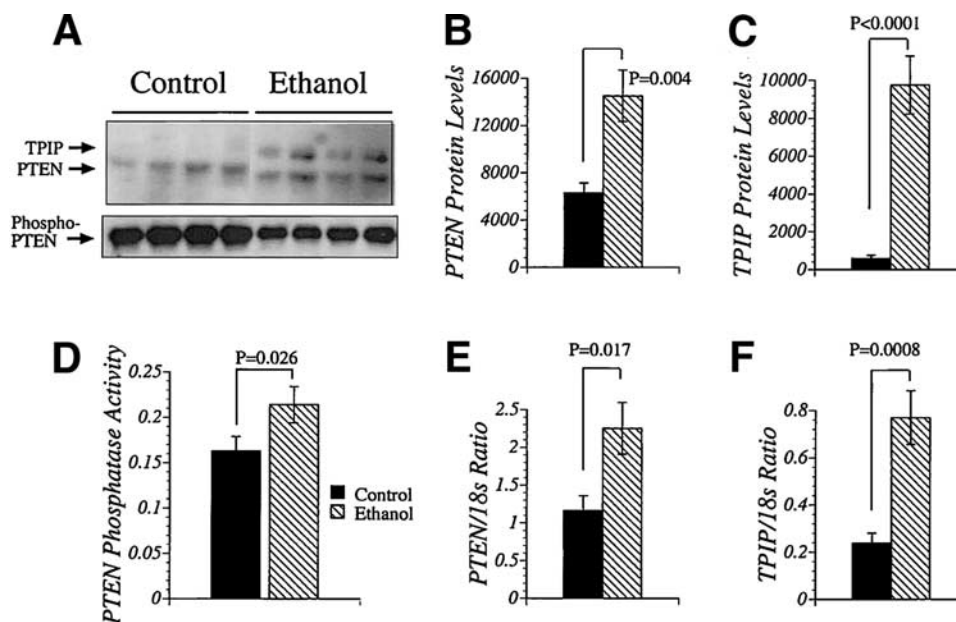 A
Control Ethanol
TPIP
PTEN
Phospho-
PTEN
B
PTEN Protein Levels
16000
12000
8000
4000
0
P=0.004
C
P<0.0001
TPIP Protein Levels
10000
8000
6000
4000
2000
0
D
PTEN Phosphatase Activity
P=0.026
0.25
0.2
0.15
0.1
0.05
0
Control
Ethanol
E
P=0.017
PTEN/18s Ratio
2.5
2
1.5
1
0.5
0
F
P=0.0008
TPIP/18s Ratio
0.8
0.6
0.4
0.2
0